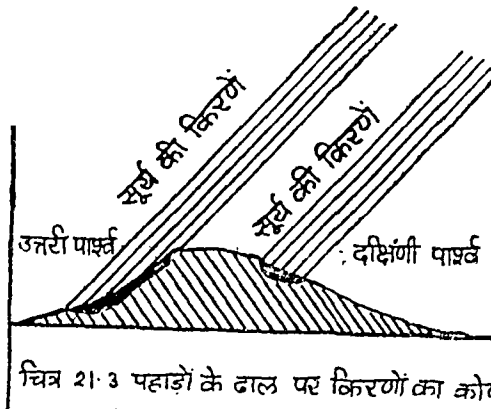 सूर्य की किरणें
सूर्य की किरणें
उत्तरी पार्श्व
दक्षिंणी पार्श्व
चित्र 21.3 पहाड़ों के ढाल पर किरणों का को